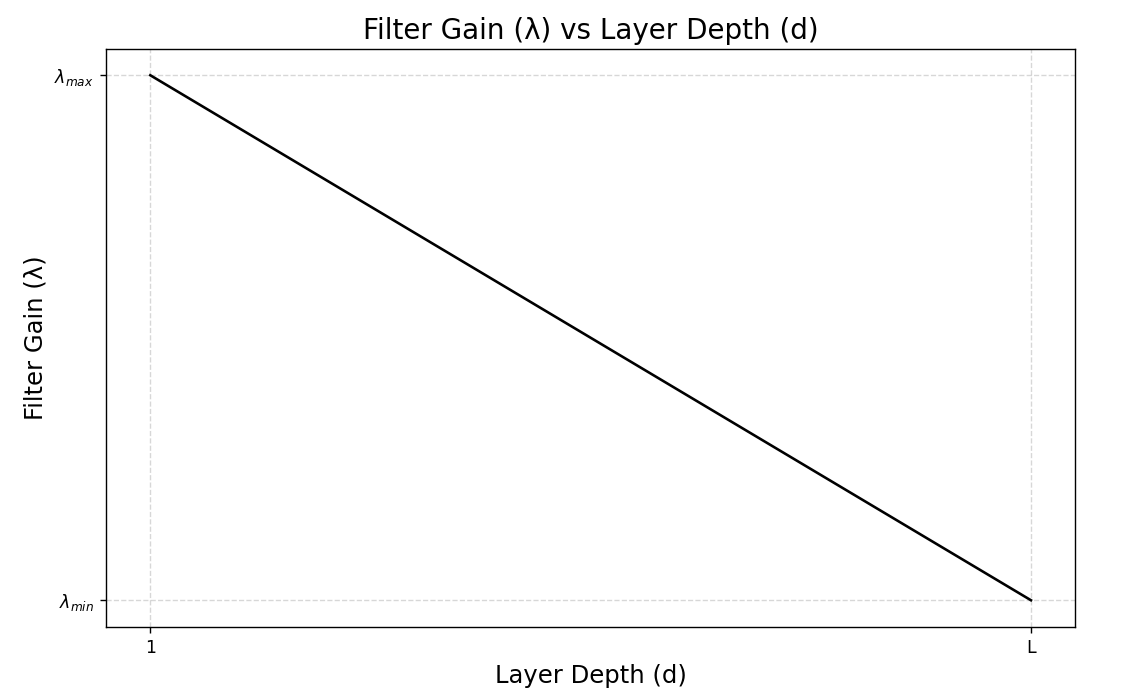 Filter Gain (λ) vs Layer Depth (d)
λmax
Filter Gain (λ)
λmin
1
L
Layer Depth (d)